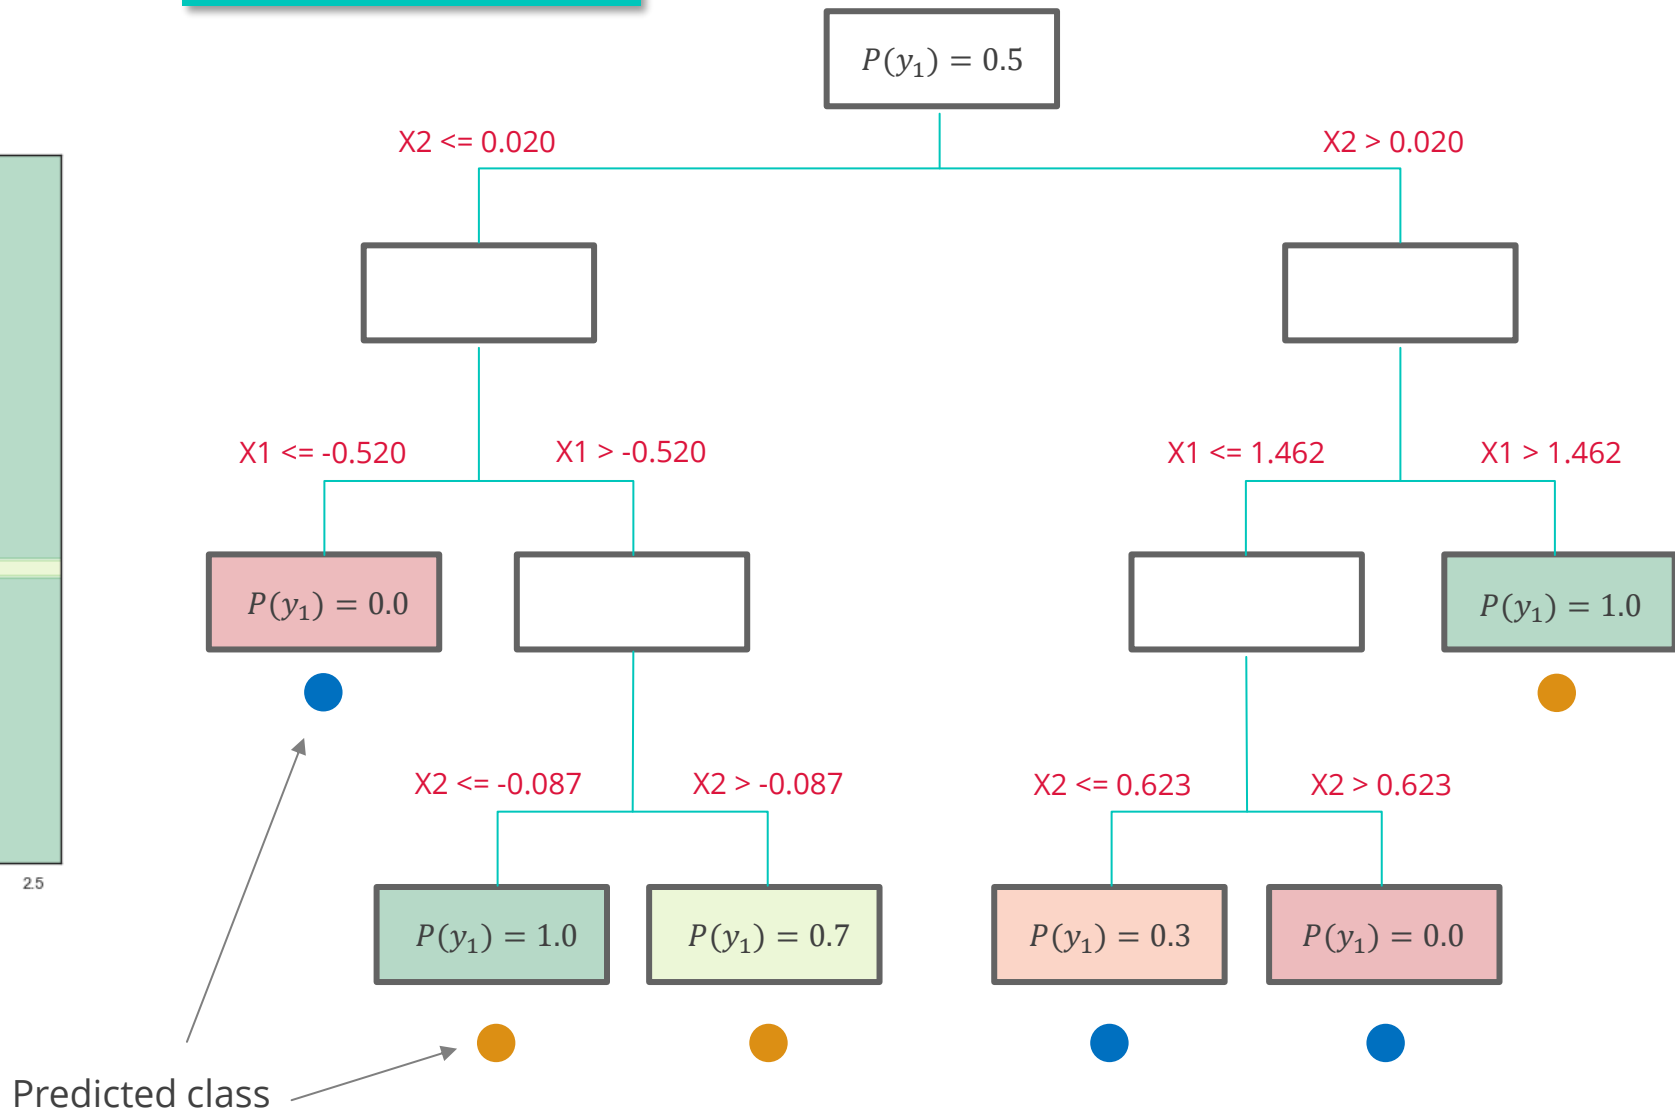 P(y₁) = 0.5
X2 <= 0.020
X2 > 0.020
X1 <= -0.520
X1 > -0.520
X1 <= 1.462
X1 > 1.462
P(y₁) = 0.0
P(y₁) = 1.0
X2 <= -0.087
X2 > -0.087
X2 <= 0.623
X2 > 0.623
2.5
P(y₁) = 1.0
P(y₁) = 0.7
P(y₁) = 0.3
P(y₁) = 0.0
Predicted class